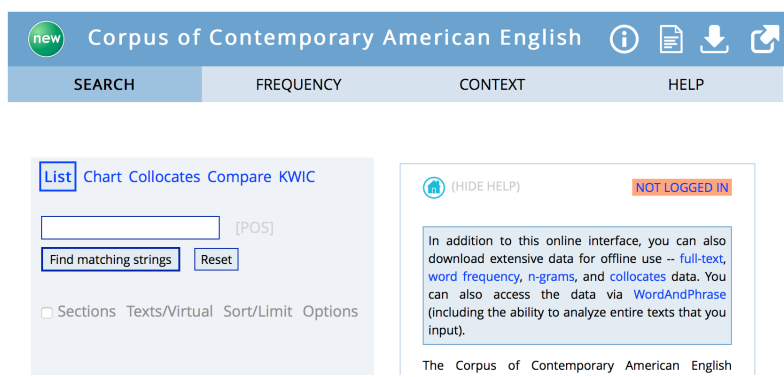 new Corpus of Contemporary American English
SEARCH FREQUENCY CONTEXT HELP
List Chart Collocates Compare KWIC
[POS]
Find matching strings Reset
Sections Texts/Virtual Sort/Limit Options
(HIDE HELP) NOT LOGGED IN
In addition to this online interface, you can also
download extensive data for offline use -- full-text,
word frequency, n-grams, and collocates data. You
can also access the data via WordAndPhrase
(including the ability to analyze entire texts that you
input).
The Corpus of Contemporary American English